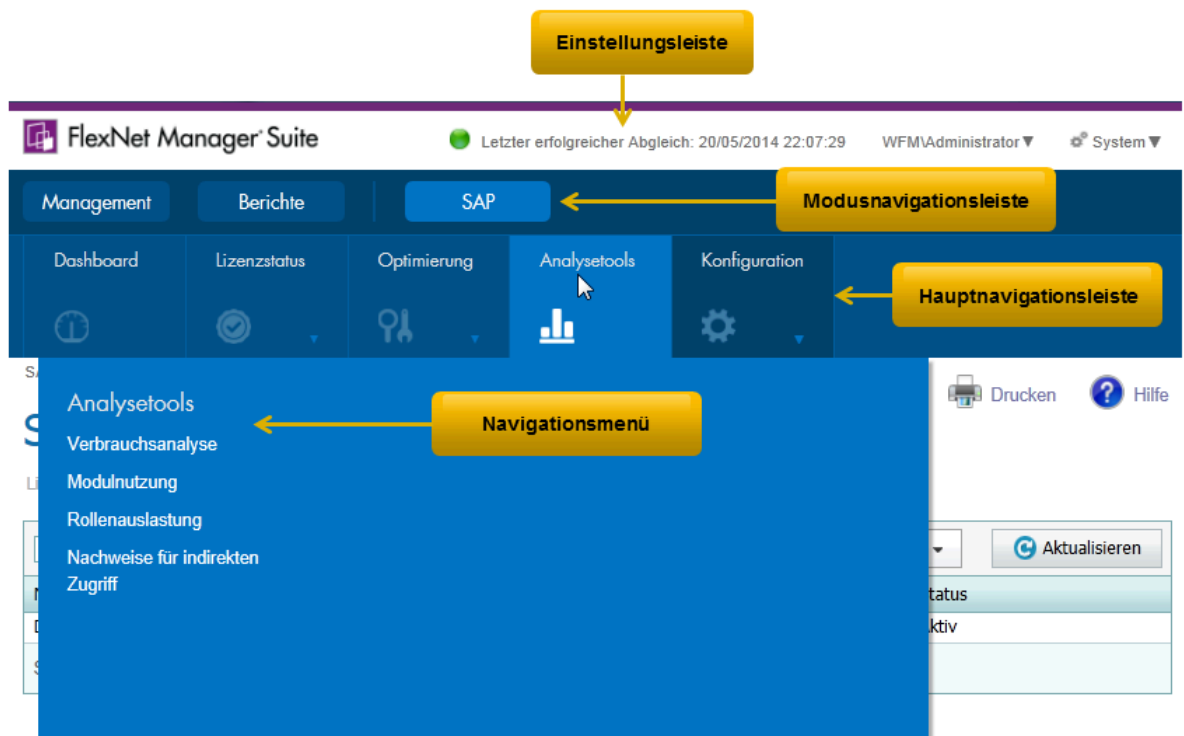 Einstellungsleiste
FlexNet Manager Suite
Letzter erfolgreicher Abgleich: 20/05/2014 22:07:29
WFM\Administrator
System
Management
Berichte
SAP
Modusnavigationsleiste
Dashboard
Lizenzstatus
Optimierung
Analysetools
Konfiguration
Hauptnavigationsleiste
Drucken
Hilfe
Analysetools
Navigationsmenü
Verbrauchsanalyse
Modulnutzung
Rollenauslastung
Nachweise für indirekten
Zugriff
Aktualisieren